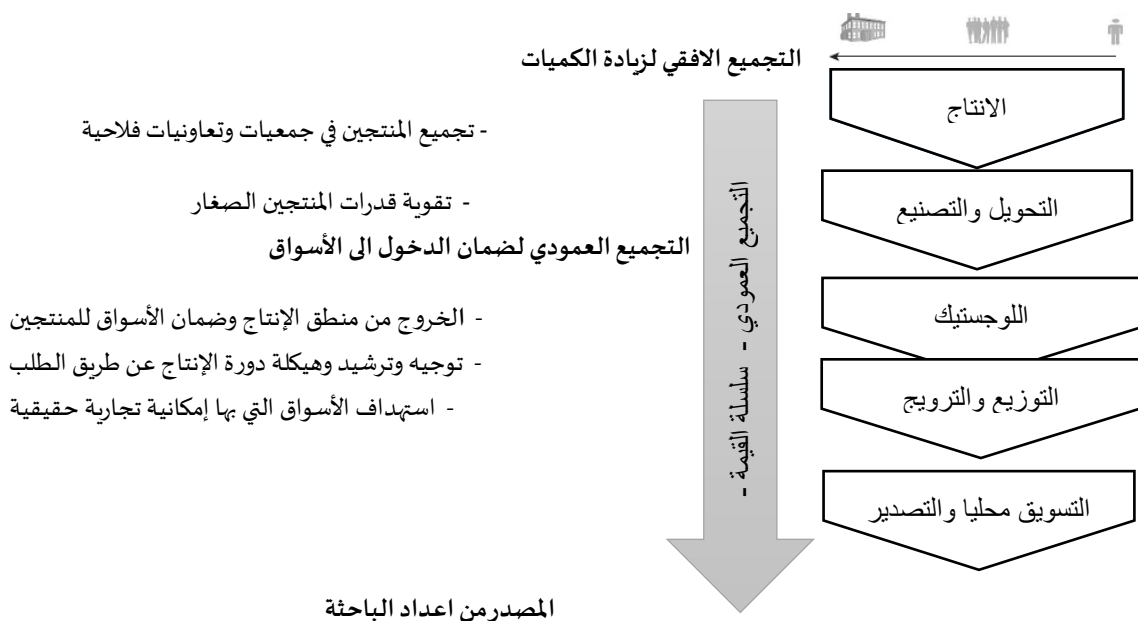 التجميع الافقي لزيادة الكميات
الانتاج
- تجميع المنتجين في جمعيات وتعاونيات فلاحية
- تقوية قدرات المنتجين الصغار
التحويل والتصنيع
التجميع العمودي لضمان الدخول الى الأسواق
التجميع العمودي - سلسلة القيمة -
- الخروج من منطق الإنتاج وضمان الأسواق للمنتجين
اللوجستيك
- توجيه وترشيد وهيكلة دورة الإنتاج عن طريق الطلب
- استهداف الأسواق التي بها إمكانية تجارية حقيقية
التوزيع والترويج
التسويق محليا والتصدير
المصدر من اعداد الباحثة